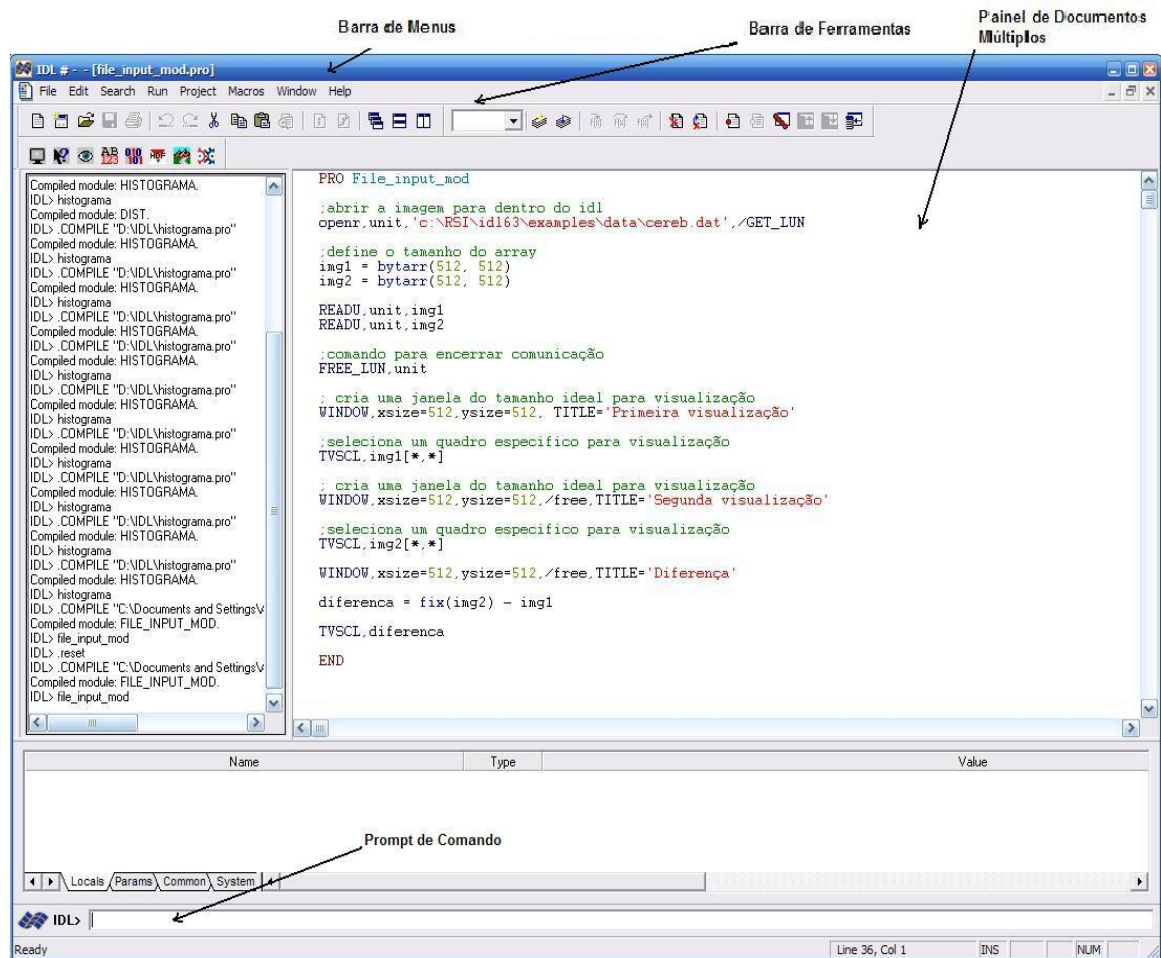 Barra de Menus
Barra de Ferramentas
Painel de Documentos
Múltiplos
IDL # - - [file_input_mod.pro]
File Edit Search Run Project Macros Window Help
Compiled module: HISTOGRAMA.
IDL> histograma
Compiled module: DIST.
IDL> .COMPILE "D:\IDL\histograma.pro"
Compiled module: HISTOGRAMA.
IDL> histograma
IDL> .COMPILE "D:\IDL\histograma.pro"
Compiled module: HISTOGRAMA.
IDL> histograma
IDL> .COMPILE "D:\IDL\histograma.pro"
Compiled module: HISTOGRAMA.
IDL> .COMPILE "D:\IDL\histograma.pro"
Compiled module: HISTOGRAMA.
IDL> histograma
IDL> .COMPILE "D:\IDL\histograma.pro"
Compiled module: HISTOGRAMA.
IDL> histograma
IDL> .COMPILE "D:\IDL\histograma.pro"
Compiled module: HISTOGRAMA.
IDL> histograma
IDL> .COMPILE "D:\IDL\histograma.pro"
Compiled module: HISTOGRAMA.
IDL> histograma
IDL> .COMPILE "D:\IDL\histograma.pro"
Compiled module: HISTOGRAMA.
IDL> histograma
IDL> .COMPILE "D:\IDL\histograma.pro"
Compiled module: HISTOGRAMA.
IDL> histograma
IDL> .COMPILE "C:\Documents and Settings\
Compiled module: FILE_INPUT_MOD.
IDL> file_input_mod
IDL> .reset
IDL> .COMPILE "C:\Documents and Settings\
Compiled module: FILE_INPUT_MOD.
IDL> file_input_mod
PRO File_input_mod
;abrir a imagem para dentro do idl
openr,unit,'c:\RSI\idl63\examples\data\cereb.dat',/GET_LUN
;define o tamanho do array
img1 = bytarr(512, 512)
img2 = bytarr(512, 512)
READU,unit,img1
READU,unit,img2
;comando para encerrar comunicação
FREE_LUN,unit
; cria uma janela do tamanho ideal para visualização
WINDOW,xsize=512,ysize=512, TITLE='Primeira visualização'
;seleciona um quadro especifico para visualização
TVSCL,img1[*,*]
; cria uma janela do tamanho ideal para visualização
WINDOW,xsize=512,ysize=512,/free,TITLE='Segunda visualização'
;seleciona um quadro especifico para visualização
TVSCL,img2[*,*]
WINDOW,xsize=512,ysize=512,/free,TITLE='Diferença'
diferenca = fix(img2) - img1
TVSCL,diferenca
END
Name Type Value
Prompt de Comando
Locals Params Common System
IDL>
Ready Line 36, Col 1 INS NUM